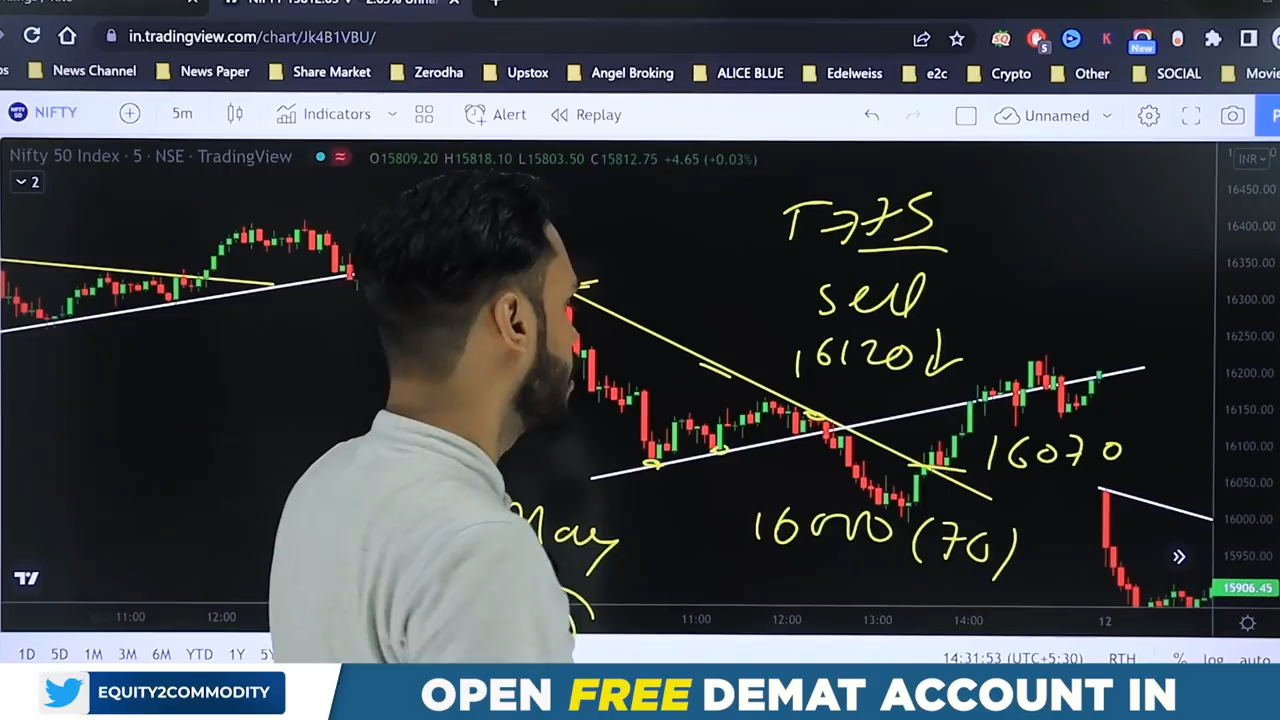 in.tradingview.com/chart/Jk4B1VBU/
News Channel News Paper Share Market Zerodha Upstox Angel Broking ALICE BLUE Edelweiss e2c Crypto Other SOCIAL Movie
NIFTY 5m Indicators Alert Replay Unnamed
Nifty 50 Index · 5 · NSE · TradingView O15809.20 H15818.10 L15803.50 C15812.75 +4.65 (+0.03%)
INR
2
16450.00
16400.00
16350.00
16300.00
16250.00
16200.00
16150.00
16100.00
16050.00
16000.00
15950.00
15906.45
T→75
sell
16120↓
16070
16000 (70)
May
11:00 12:00 11:00 12:00 13:00 14:00 12
1D 5D 1M 3M 6M YTD 1Y 5Y 14:31:53 (UTC+5:30) RTH % log auto
EQUITY2COMMODITY
OPEN FREE DEMAT ACCOUNT IN